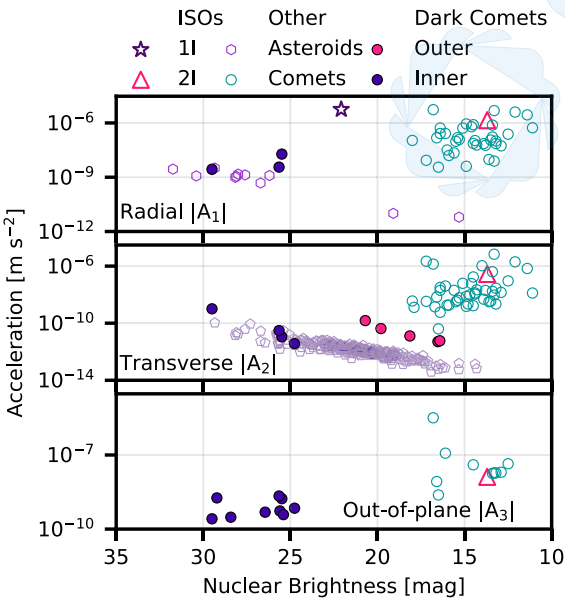 ISOs Other Dark Comets
1I Asteroids Outer
2I Comets Inner
10⁻⁶
10⁻⁹
10⁻¹²
Radial |A₁|
10⁻⁶
10⁻¹⁰
10⁻¹⁴
Transverse |A₂|
10⁻⁷
10⁻¹⁰
Out-of-plane |A₃|
Acceleration [m s⁻²]
35 30 25 20 15 10
Nuclear Brightness [mag]